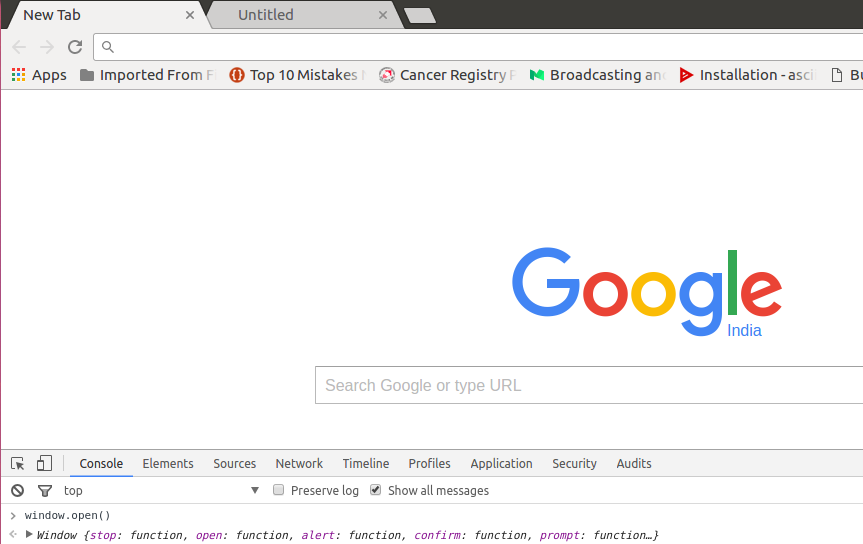 New Tab Untitled
Apps Imported From F Top 10 Mistakes Cancer Registry Broadcasting an Installation - asci Bu
Google
India
Search Google or type URL
Console Elements Sources Network Timeline Profiles Application Security Audits
top Preserve log Show all messages
window.open()
Window {stop: function, open: function, alert: function, confirm: function, prompt: function…}